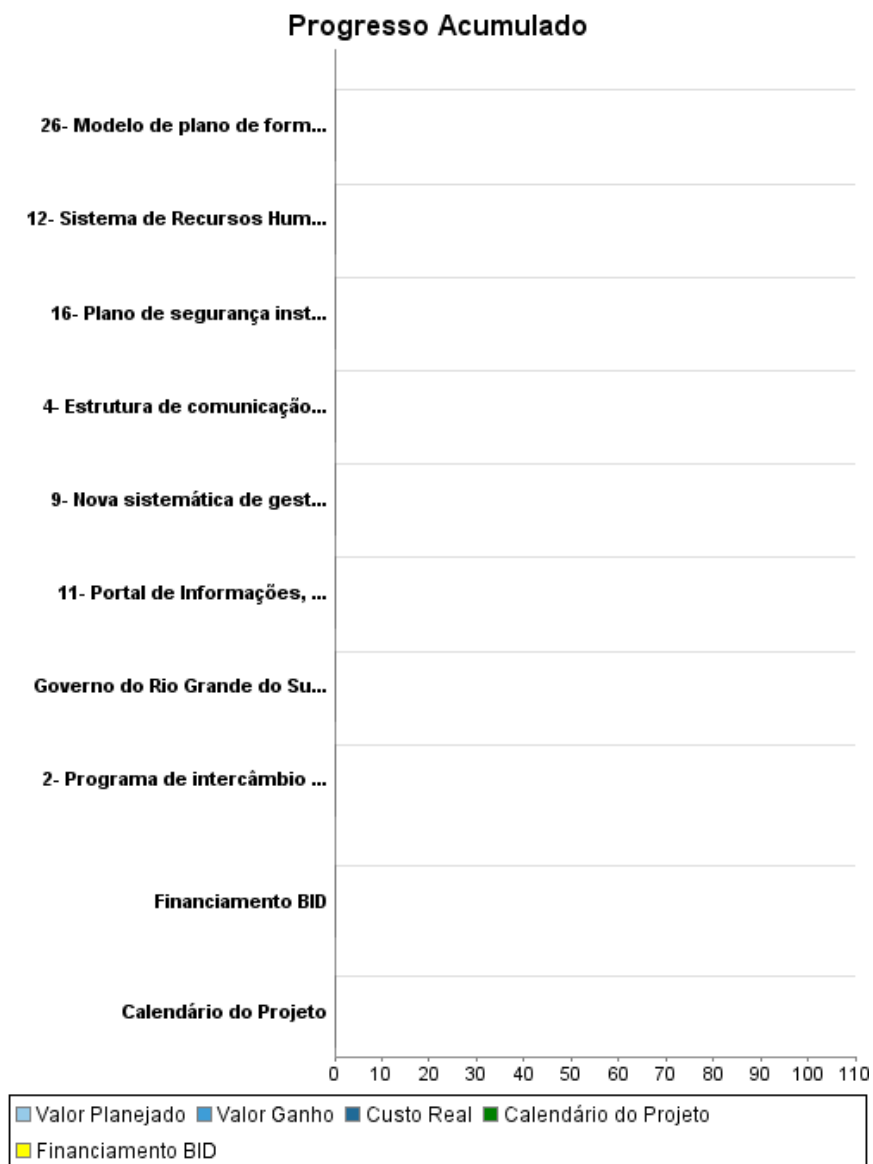 Progresso Acumulado
26- Modelo de plano de form...
12- Sistema de Recursos Hum...
16- Plano de segurança inst...
4- Estrutura de comunicação...
9- Nova sistemática de gest...
11- Portal de Informações, ...
Governo do Rio Grande do Su...
2- Programa de intercâmbio ...
Financiamento BID
Calendário do Projeto
0 10 20 30 40 50 60 70 80 90 100 110
Valor Planejado Valor Ganho Custo Real Calendário do Projeto
Financiamento BID